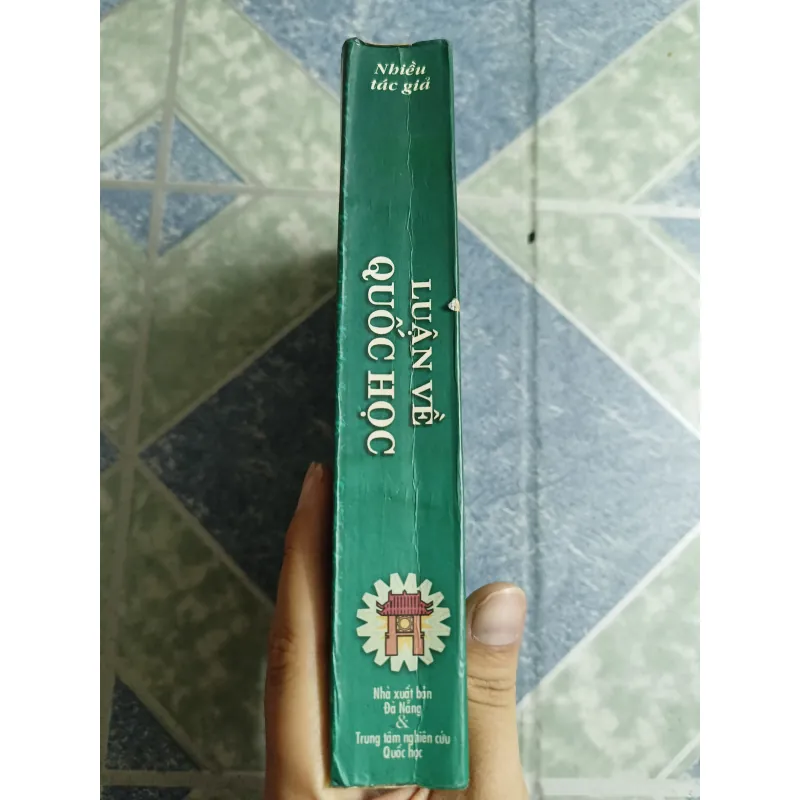 Nhiều
tác giả
LUẬN VỀ
QUỐC HỌC
Nhà xuất bản
Đà Nẵng
&
Trung tâm nghiên cứu
Quốc học